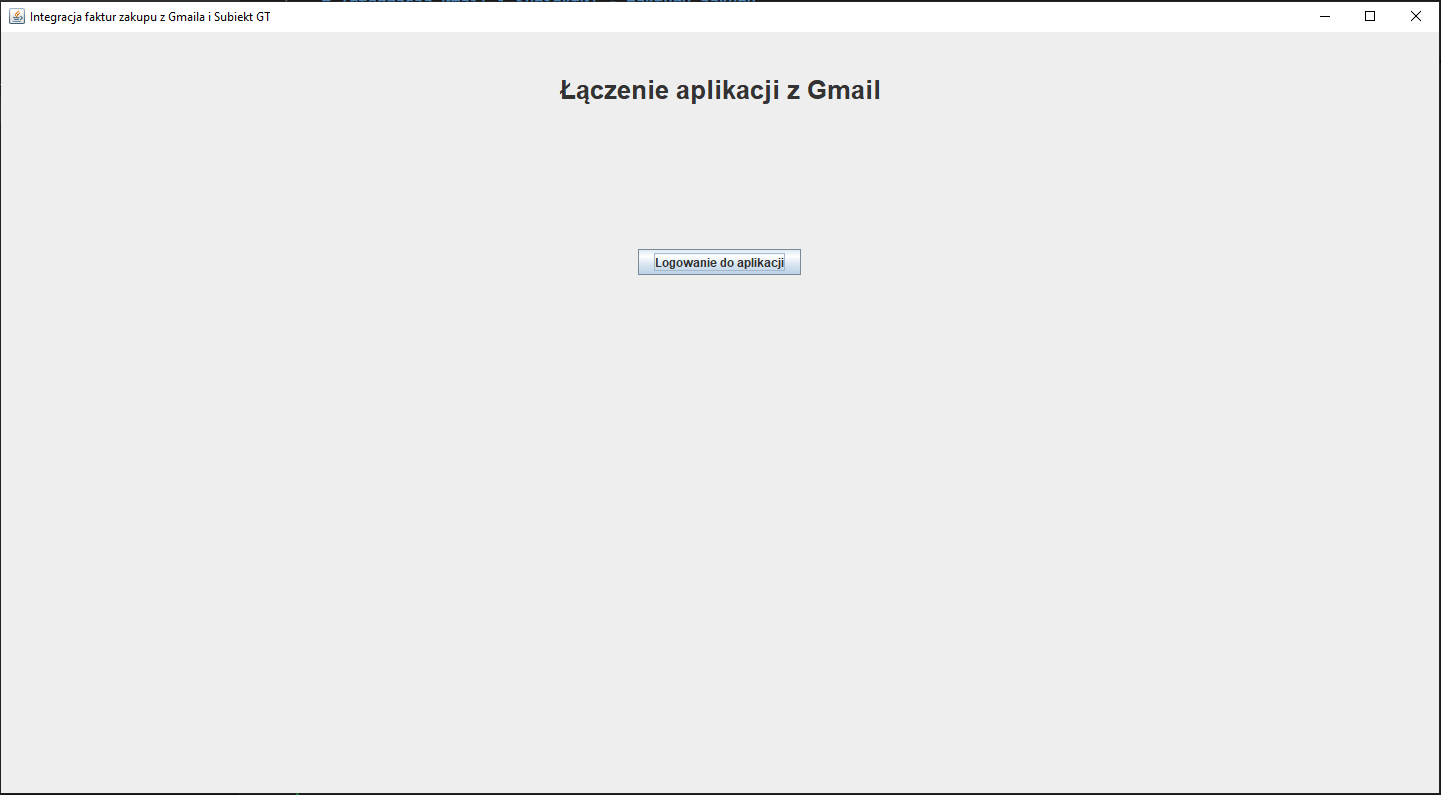 Integracja faktur zakupu z Gmaila i Subiekt GT
Łączenie aplikacji z Gmail
Logowanie do aplikacji